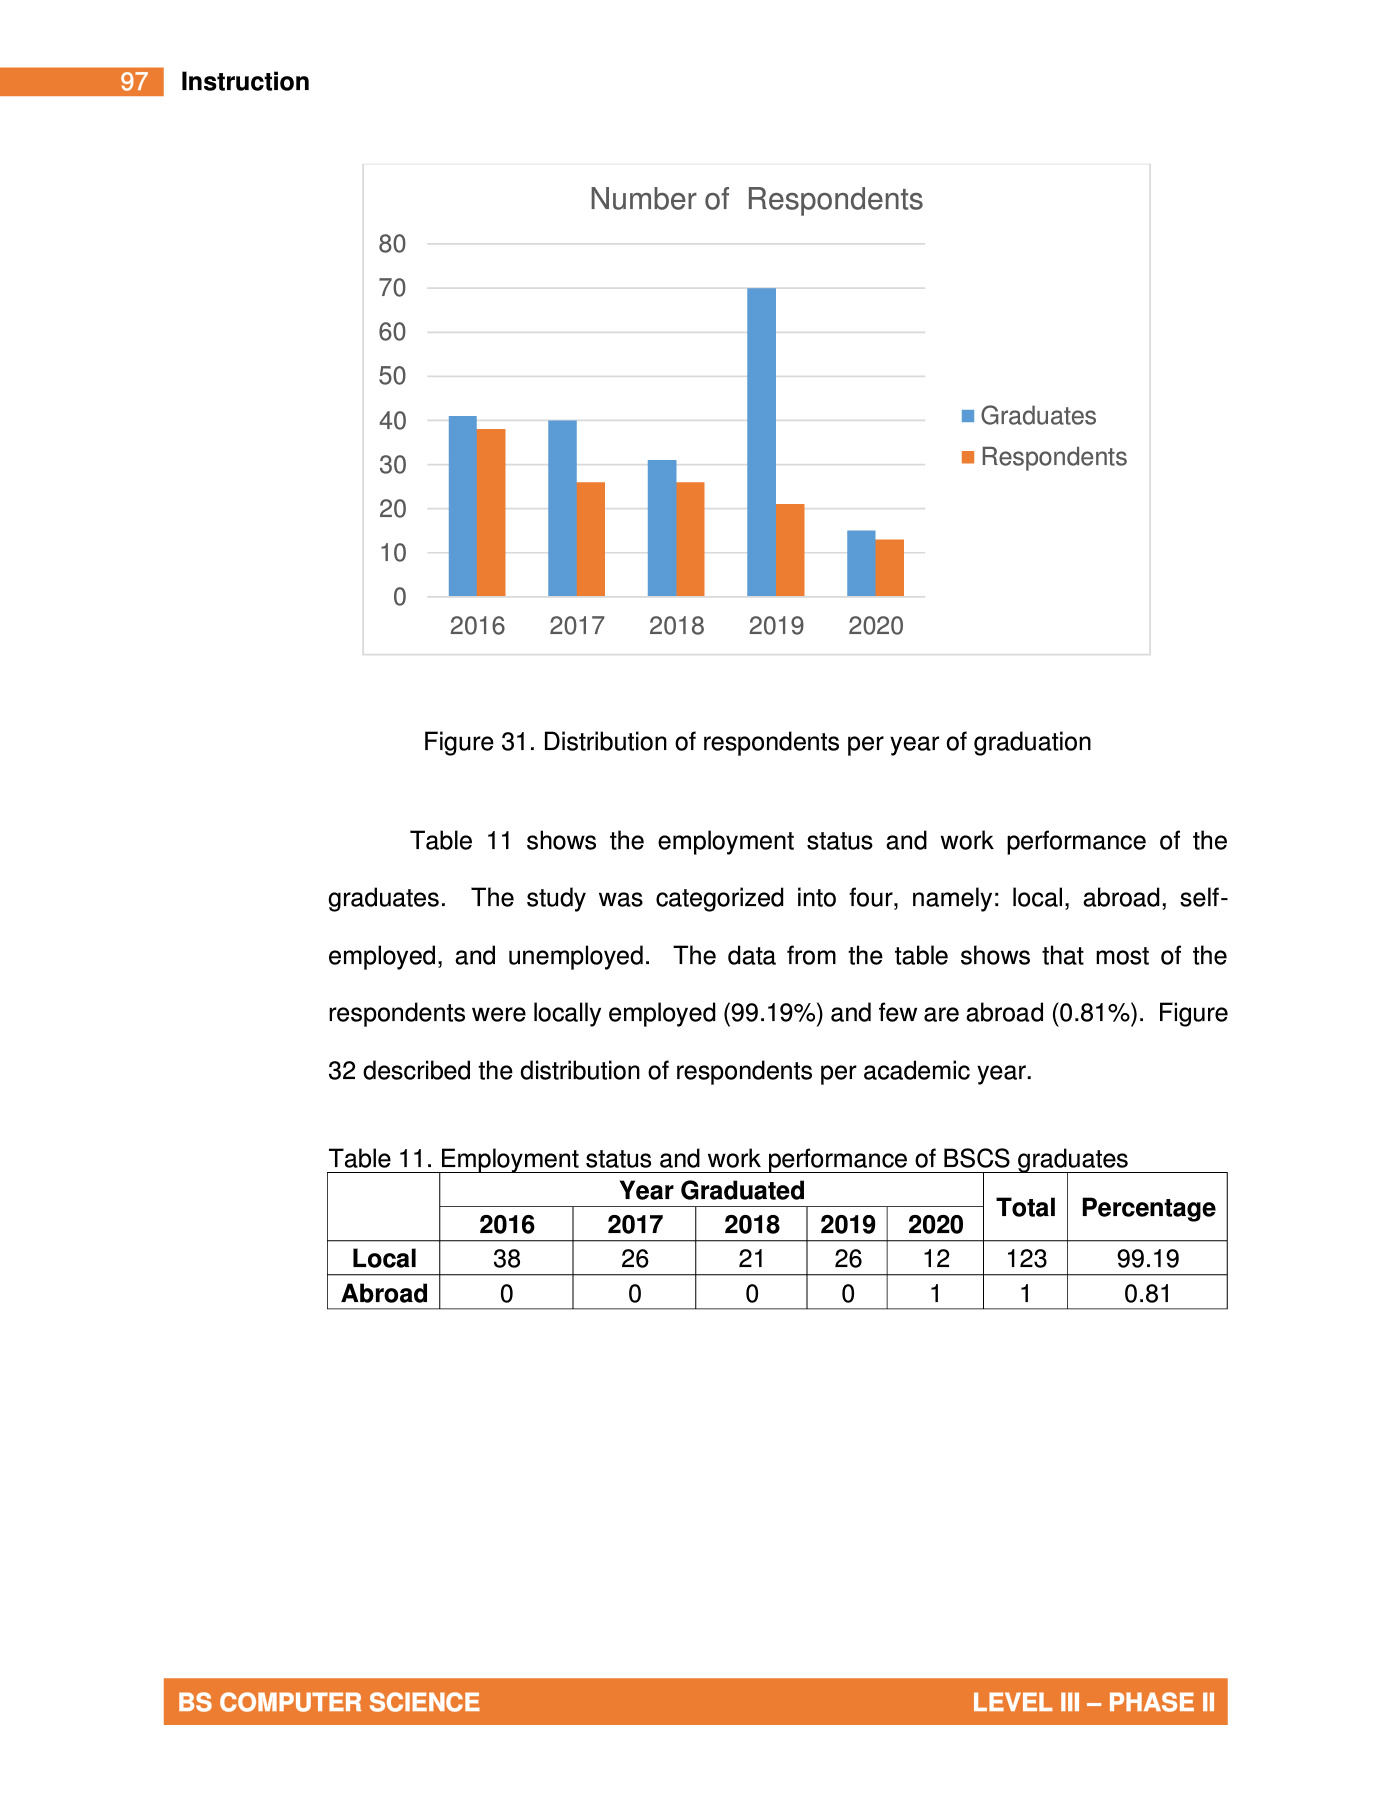 97 Instruction
Number of Respondents
80
70
60
50
40
30
20
10
0
2016 2017 2018 2019 2020
Graduates
Respondents
Figure 31. Distribution of respondents per year of graduation
Table 11 shows the employment status and work performance of the
graduates. The study was categorized into four, namely: local, abroad, self-
employed, and unemployed. The data from the table shows that most of the
respondents were locally employed (99.19%) and few are abroad (0.81%). Figure
32 described the distribution of respondents per academic year.
Table 11. Employment status and work performance of BSCS graduates
Year Graduated Total Percentage
2016 2017 2018 2019 2020
Local 38 26 21 26 12 123 99.19
Abroad 0 0 0 0 1 1 0.81
BS COMPUTER SCIENCE LEVEL III – PHASE II